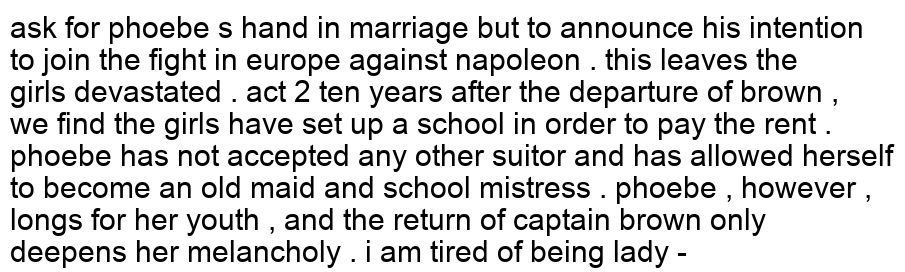 ask for phoebe s hand in marriage but to announce his intention
to join the fight in europe against napoleon . this leaves the
girls devastated . act 2 ten years after the departure of brown ,
we find the girls have set up a school in order to pay the rent .
phoebe has not accepted any other suitor and has allowed herself
to become an old maid and school mistress . phoebe , however ,
longs for her youth , and the return of captain brown only
deepens her melancholy . i am tired of being lady -